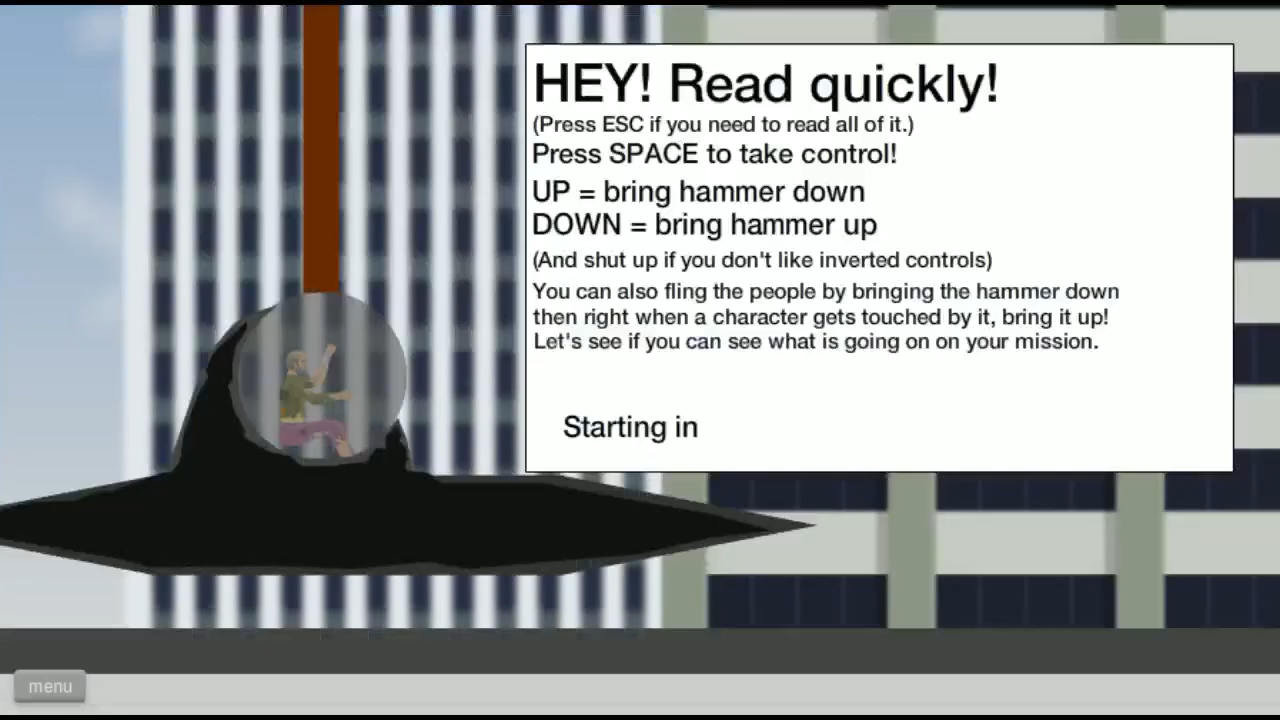 HEY! Read quickly!
(Press ESC if you need to read all of it.)
Press SPACE to take control!
UP = bring hammer down
DOWN = bring hammer up
(And shut up if you don't like inverted controls)
You can also fling the people by bringing the hammer down
then right when a character gets touched by it, bring it up!
Let's see if you can see what is going on on your mission.
Starting in
menu